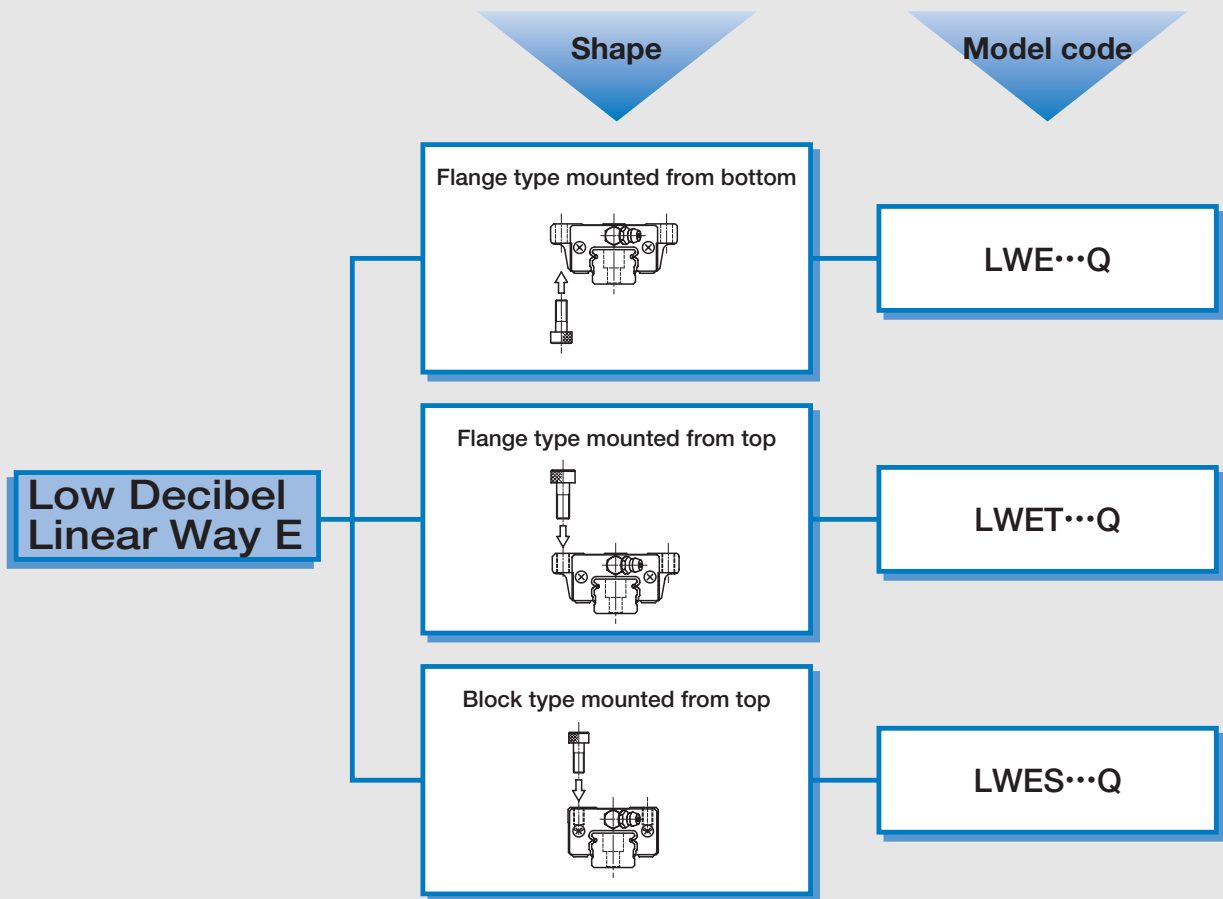 Shape
Model code
Flange type mounted from bottom
LWE···Q
Flange type mounted from top
Low Decibel
Linear Way E
LWET···Q
Block type mounted from top
LWES···Q